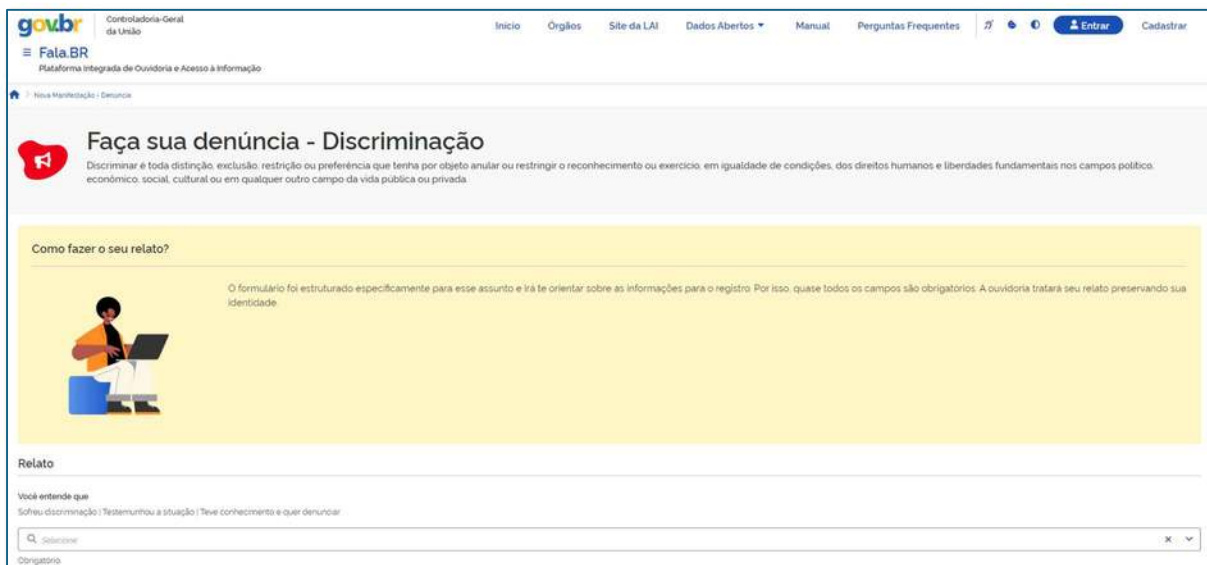 gov.br
Controladoria-Geral
da União
Início Órgãos Site da LAI Dados Abertos Manual Perguntas Frequentes Entrar Cadastrar
Fala.BR
Plataforma Integrada de Ouvidoria e Acesso à Informação
Nova Manifestação - Denúncia
Faça sua denúncia - Discriminação
Discriminar é toda distinção, exclusão, restrição ou preferência que tenha por objeto anular ou restringir o reconhecimento ou exercício, em igualdade de condições, dos direitos humanos e liberdades fundamentais nos campos político,
econômico, social, cultural ou em qualquer outro campo da vida pública ou privada.
Como fazer o seu relato?
O formulário foi estruturado especificamente para esse assunto e irá te orientar sobre as informações para o registro. Por isso, quase todos os campos são obrigatórios. A ouvidoria tratará seu relato preservando sua
identidade.
Relato
Você entende que
Sofreu discriminação | Testemunhou a situação | Teve conhecimento e quer denunciar
Selecione
Obrigatório